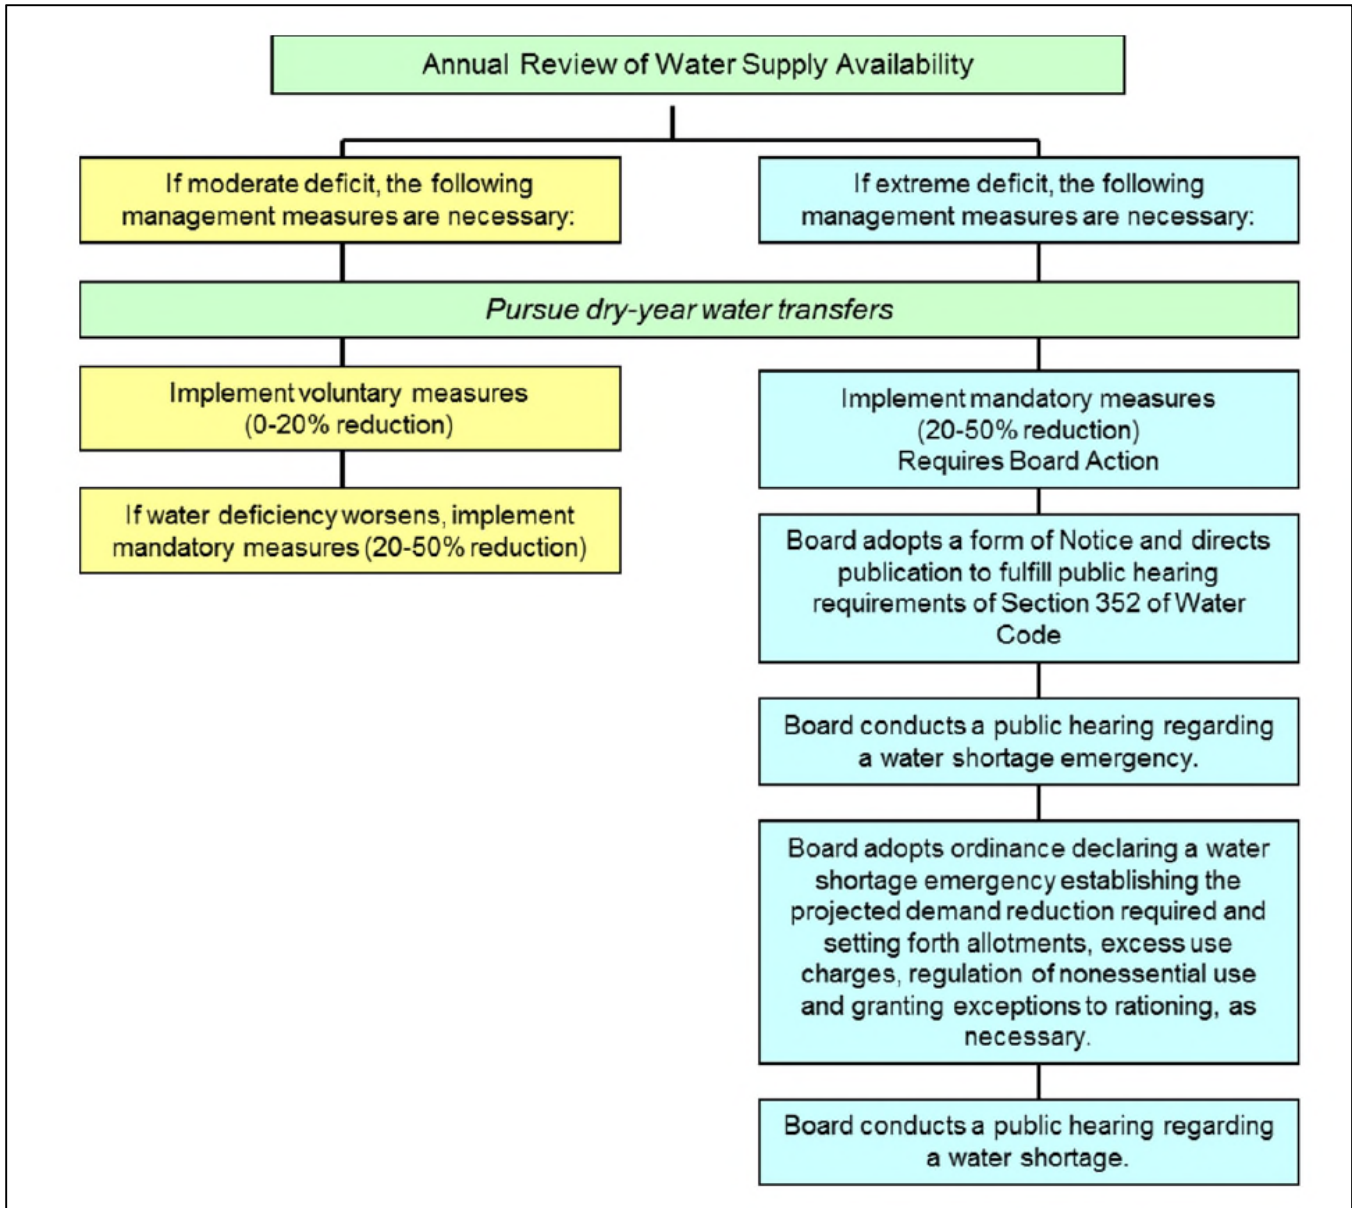 Annual Review of Water Supply Availability
If moderate deficit, the following
management measures are necessary:
If extreme deficit, the following
management measures are necessary:
Pursue dry-year water transfers
Implement voluntary measures
(0-20% reduction)
If water deficiency worsens, implement
mandatory measures (20-50% reduction)
Implement mandatory measures
(20-50% reduction)
Requires Board Action
Board adopts a form of Notice and directs
publication to fulfill public hearing
requirements of Section 352 of Water
Code
Board conducts a public hearing regarding
a water shortage emergency.
Board adopts ordinance declaring a water
shortage emergency establishing the
projected demand reduction required and
setting forth allotments, excess use
charges, regulation of nonessential use
and granting exceptions to rationing, as
necessary.
Board conducts a public hearing regarding
a water shortage.